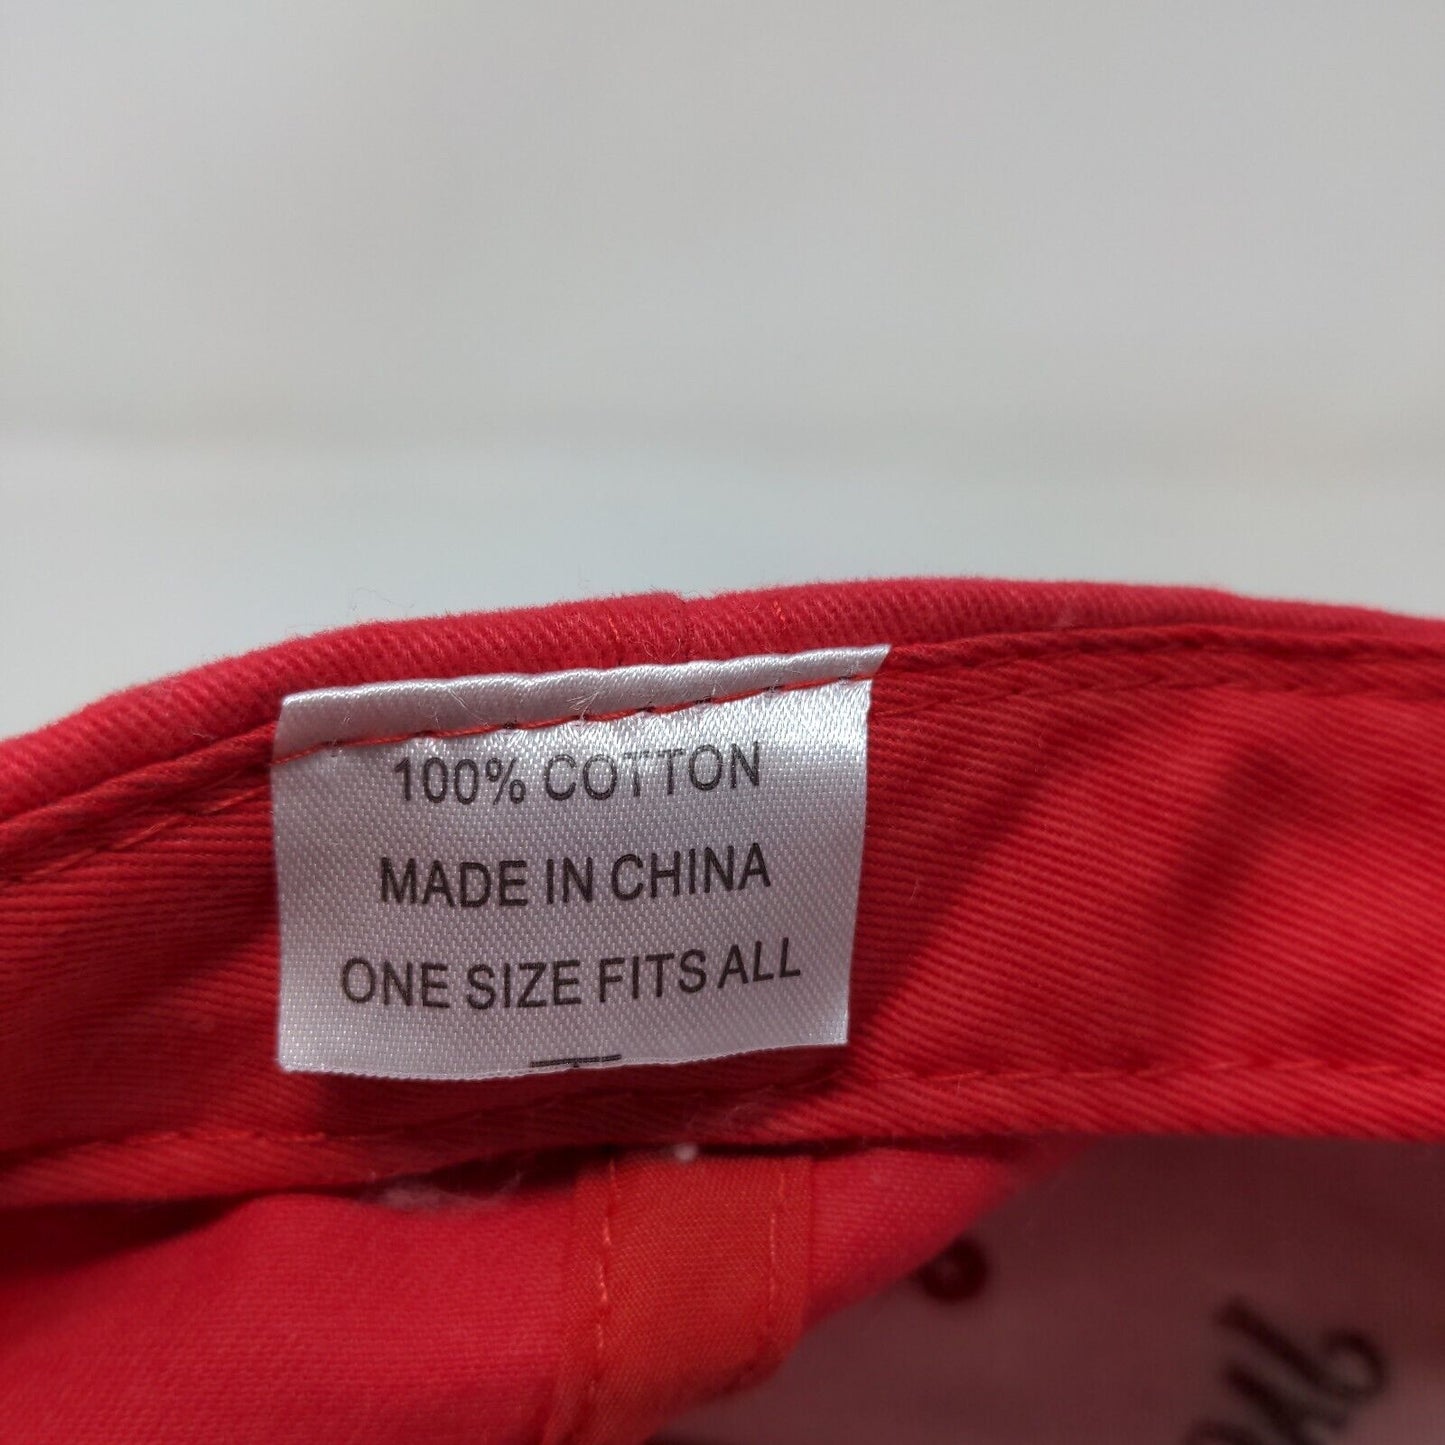 100% COTTON
MADE IN CHINA
ONE SIZE FITS ALL